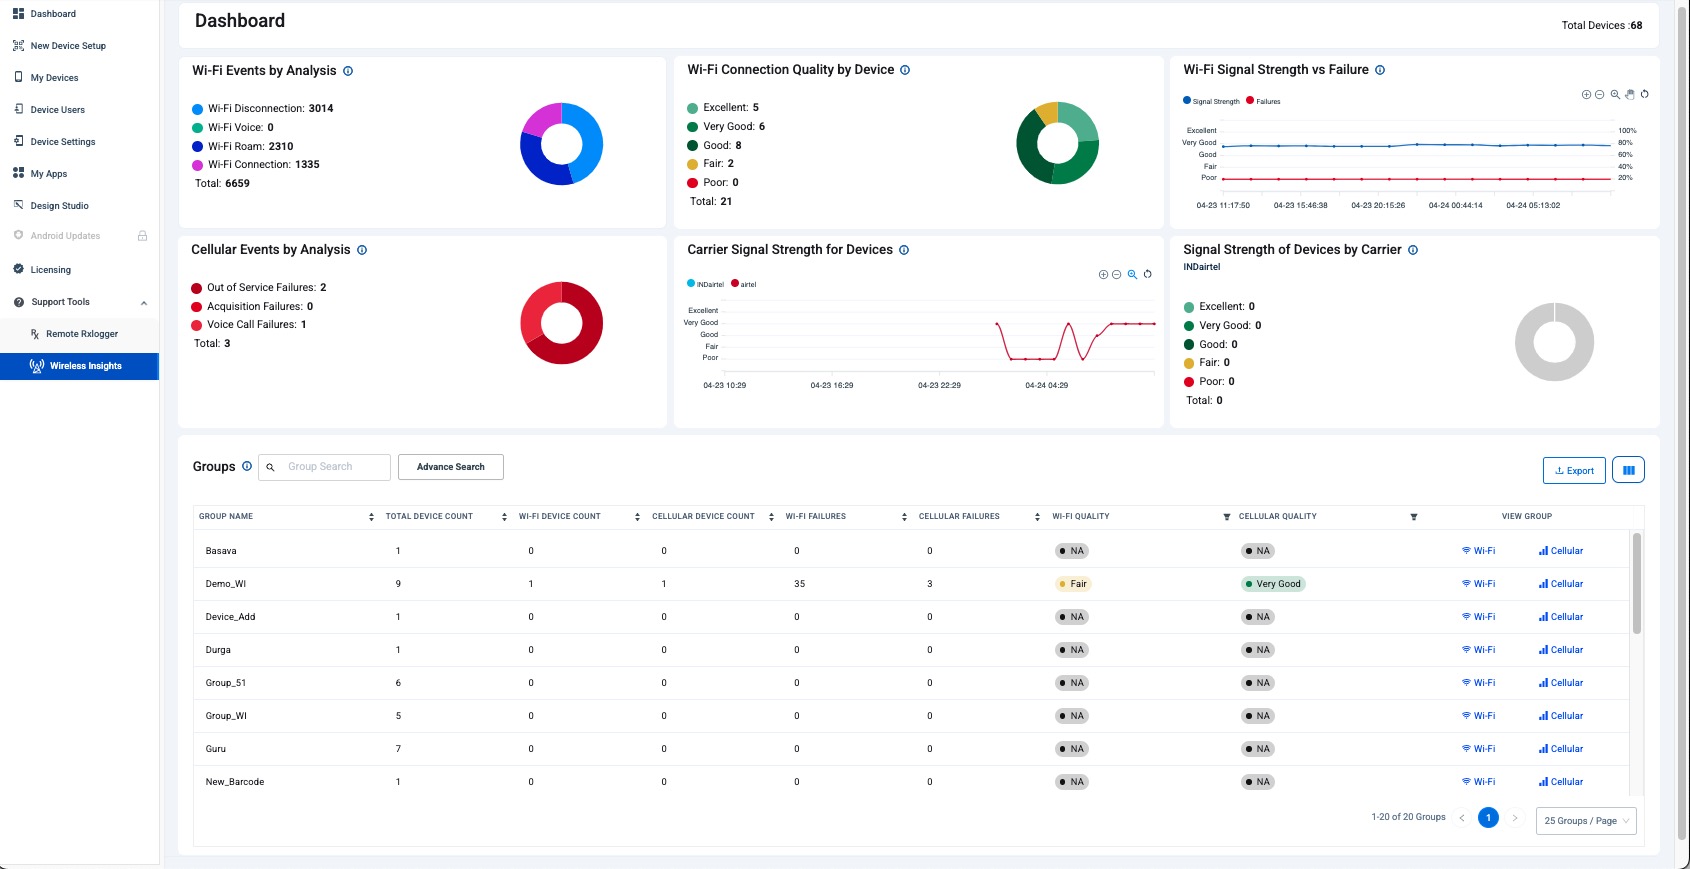 Dashboard
New Device Setup
My Devices
Device Users
Device Settings
My Apps
Design Studio
Android Updates
Licensing
Support Tools
Remote Rxlogger
Wireless Insights
Dashboard
Total Devices :68
Wi-Fi Events by Analysis
Wi-Fi Disconnection: 3014
Wi-Fi Voice: 0
Wi-Fi Roam: 2310
Wi-Fi Connection: 1335
Total: 6659
Wi-Fi Connection Quality by Device
Excellent: 5
Very Good: 6
Good: 8
Fair: 2
Poor: 0
Total: 21
Wi-Fi Signal Strength vs Failure
Signal Strength Failures
Excellent 100%
Very Good 80%
Good 60%
Fair 40%
Poor 20%
04-23 11:17:50 04-23 15:46:38 04-23 20:15:26 04-24 00:44:14 04-24 05:13:02
Cellular Events by Analysis
Out of Service Failures: 2
Acquisition Failures: 0
Voice Call Failures: 1
Total: 3
Carrier Signal Strength for Devices
INDairtel airtel
Excellent
Very Good
Good
Fair
Poor
04-23 10:29 04-23 16:29 04-23 22:29 04-24 04:29
Signal Strength of Devices by Carrier
INDairtel
Excellent: 0
Very Good: 0
Good: 0
Fair: 0
Poor: 0
Total: 0
Groups Group Search Advance Search Export
GROUP NAME TOTAL DEVICE COUNT WI-FI DEVICE COUNT CELLULAR DEVICE COUNT WI-FI FAILURES CELLULAR FAILURES WI-FI QUALITY CELLULAR QUALITY VIEW GROUP
Basava 1 0 0 0 0 NA NA Wi-Fi Cellular
Demo_WI 9 1 1 35 3 Fair Very Good Wi-Fi Cellular
Device_Add 1 0 0 0 0 NA NA Wi-Fi Cellular
Durga 1 0 0 0 0 NA NA Wi-Fi Cellular
Group_51 6 0 0 0 0 NA NA Wi-Fi Cellular
Group_WI 5 0 0 0 0 NA NA Wi-Fi Cellular
Guru 7 0 0 0 0 NA NA Wi-Fi Cellular
New_Barcode 1 0 0 0 0 NA NA Wi-Fi Cellular
1-20 of 20 Groups 1 25 Groups / Page